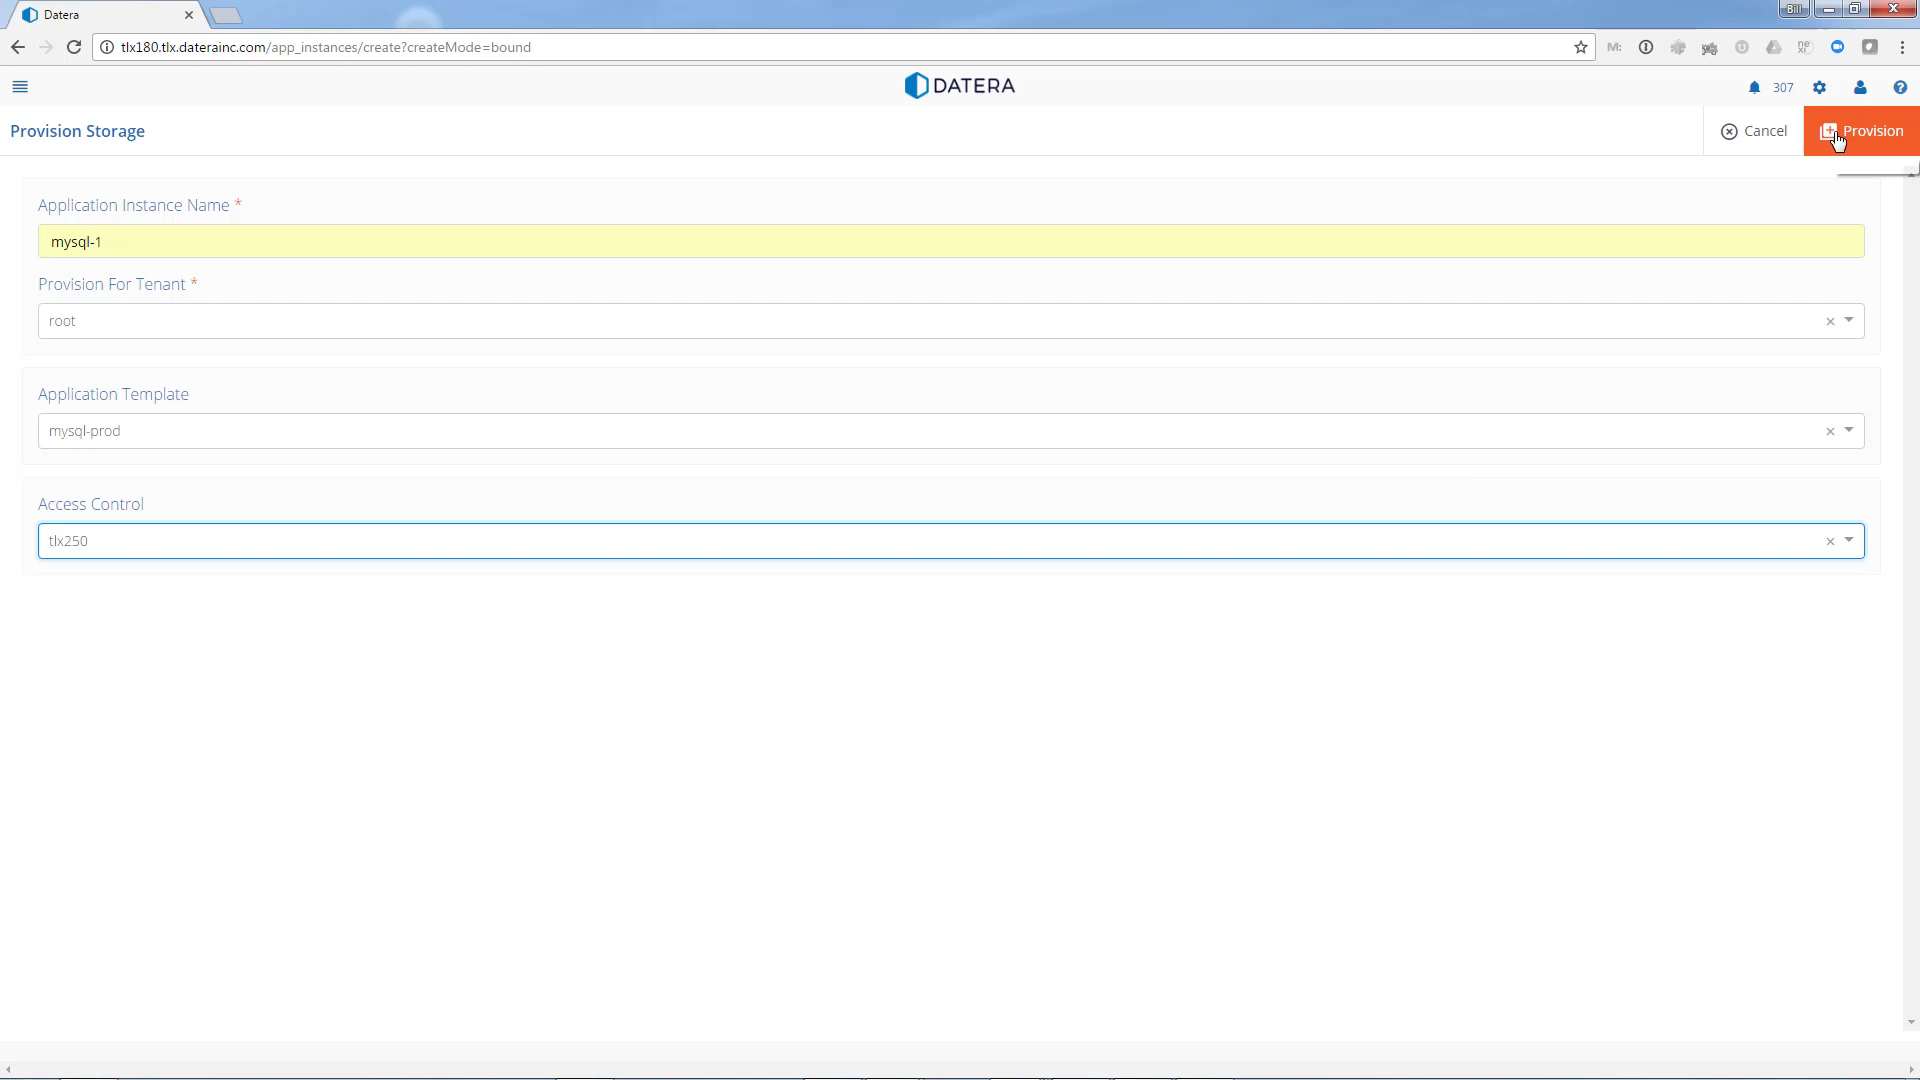 Datera
Bill
tlx180.tlx.daterainc.com/app_instances/create?createMode=bound
M:
DATERA
307
Provision Storage
Cancel
Provision
Application Instance Name *
mysql-1
Provision For Tenant *
root
Application Template
mysql-prod
Access Control
tlx250